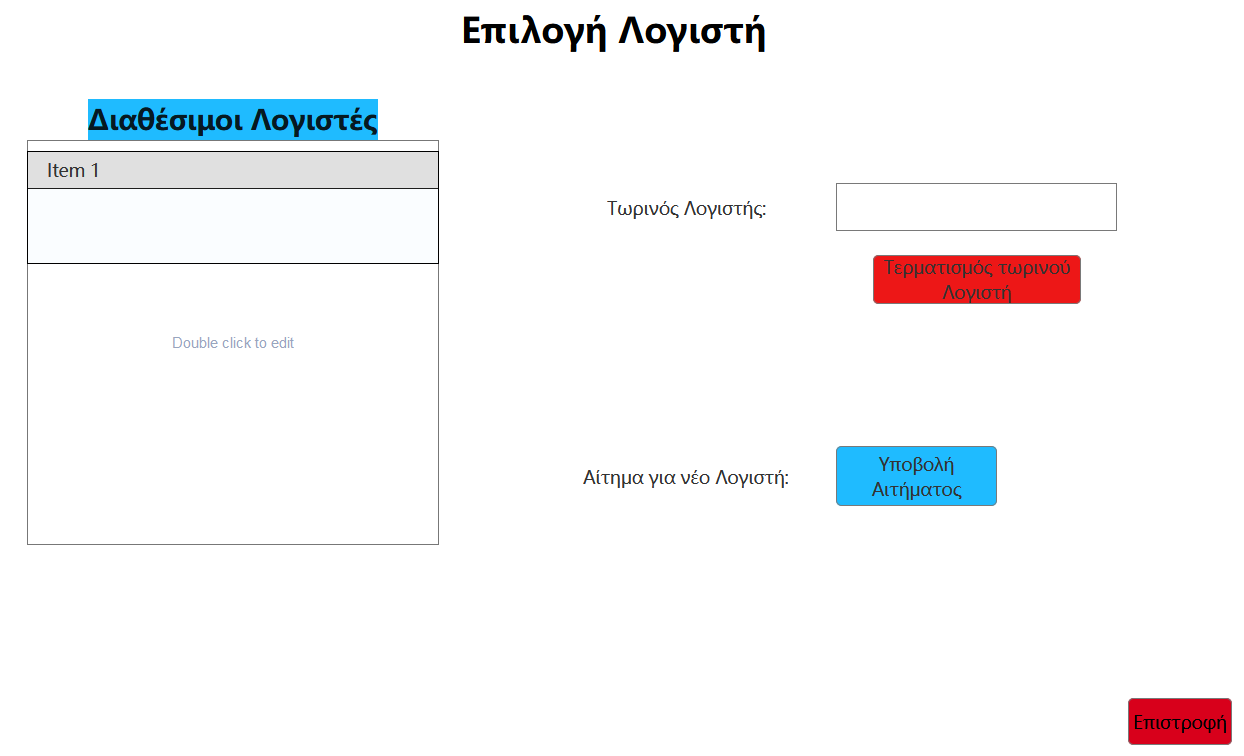 Επιλογή Λογιστή
Διαθέσιμοι Λογιστές
Item 1
Double click to edit
Τωρινός Λογιστής:
Τερματισμός τωρινού
Λογιστή
Αίτημα για νέο Λογιστή:
Υποβολή
Αιτήματος
Επιστροφή